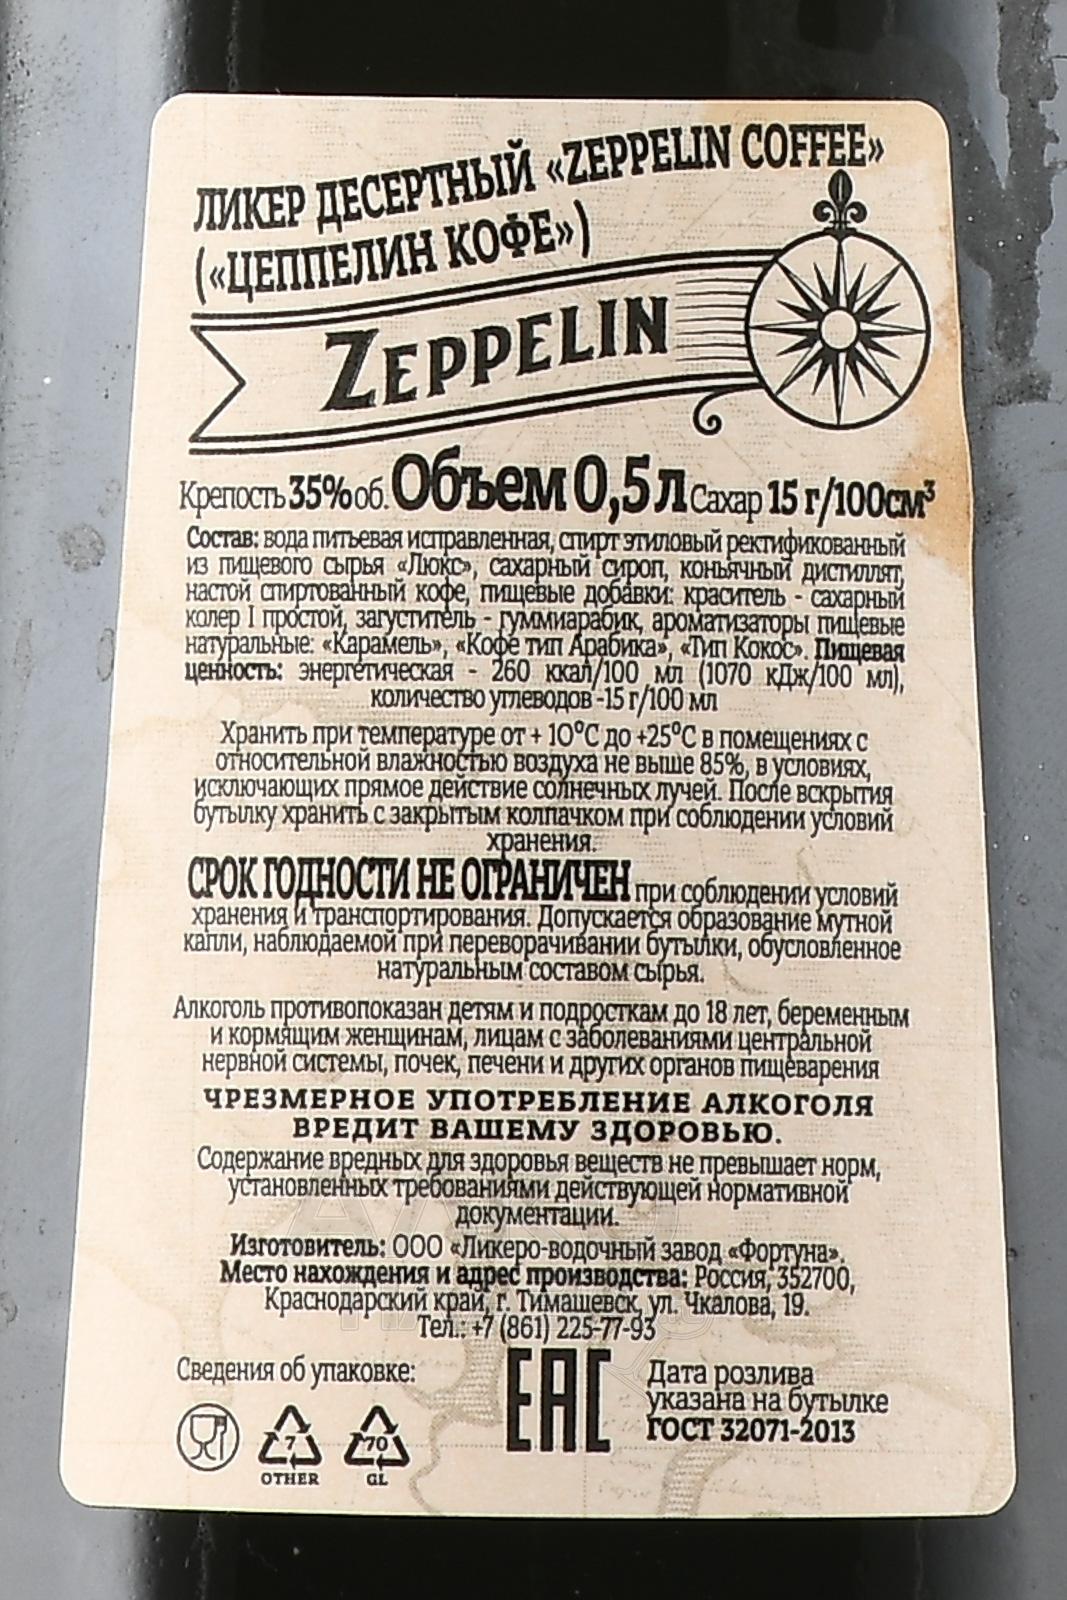 ЛИКЕР ДЕСЕРТНЫЙ «ZEPPELIN COFFEE»
(«ЦЕППЕЛИН КОФЕ»)
ZEPPELIN
Крепость 35% об. Объем 0,5 л Сахар 15 г/100см³
Состав: вода питьевая исправленная, спирт этиловый ректификованный
из пищевого сырья «Люкс», сахарный сироп, коньячный дистиллят,
настой спиртованный кофе, пищевые добавки: краситель - сахарный
колер I простой, загуститель - гуммиарабик, ароматизаторы пищевые
натуральные: «Карамель», «Кофе тип Арабика», «Тип Кокос». Пищевая
ценность: энергетическая - 260 ккал/100 мл (1070 кДж/100 мл),
количество углеводов -15 г/100 мл
Хранить при температуре от + 10°С до +25°С в помещениях с
относительной влажностью воздуха не выше 85%, в условиях,
исключающих прямое действие солнечных лучей. После вскрытия
бутылку хранить с закрытым колпачком при соблюдении условий
хранения.
СРОК ГОДНОСТИ НЕ ОГРАНИЧЕН при соблюдении условий
хранения и транспортирования. Допускается образование мутной
капли, наблюдаемой при переворачивании бутылки, обусловленное
натуральным составом сырья.
Алкоголь противопоказан детям и подросткам до 18 лет, беременным
и кормящим женщинам, лицам с заболеваниями центральной
нервной системы, почек, печени и других органов пищеварения
ЧРЕЗМЕРНОЕ УПОТРЕБЛЕНИЕ АЛКОГОЛЯ
ВРЕДИТ ВАШЕМУ ЗДОРОВЬЮ.
Содержание вредных для здоровья веществ не превышает норм,
установленных требованиями действующей нормативной
документации.
Изготовитель: ООО «Ликеро-водочный завод «Фортуна».
Место нахождения и адрес производства: Россия, 352700,
Краснодарский край, г. Тимашевск, ул. Чкалова, 19.
Тел.: +7 (861) 225-77-93
Сведения об упаковке:
7
OTHER
70
GL
EAC
Дата розлива
указана на бутылке
ГОСТ 32071-2013